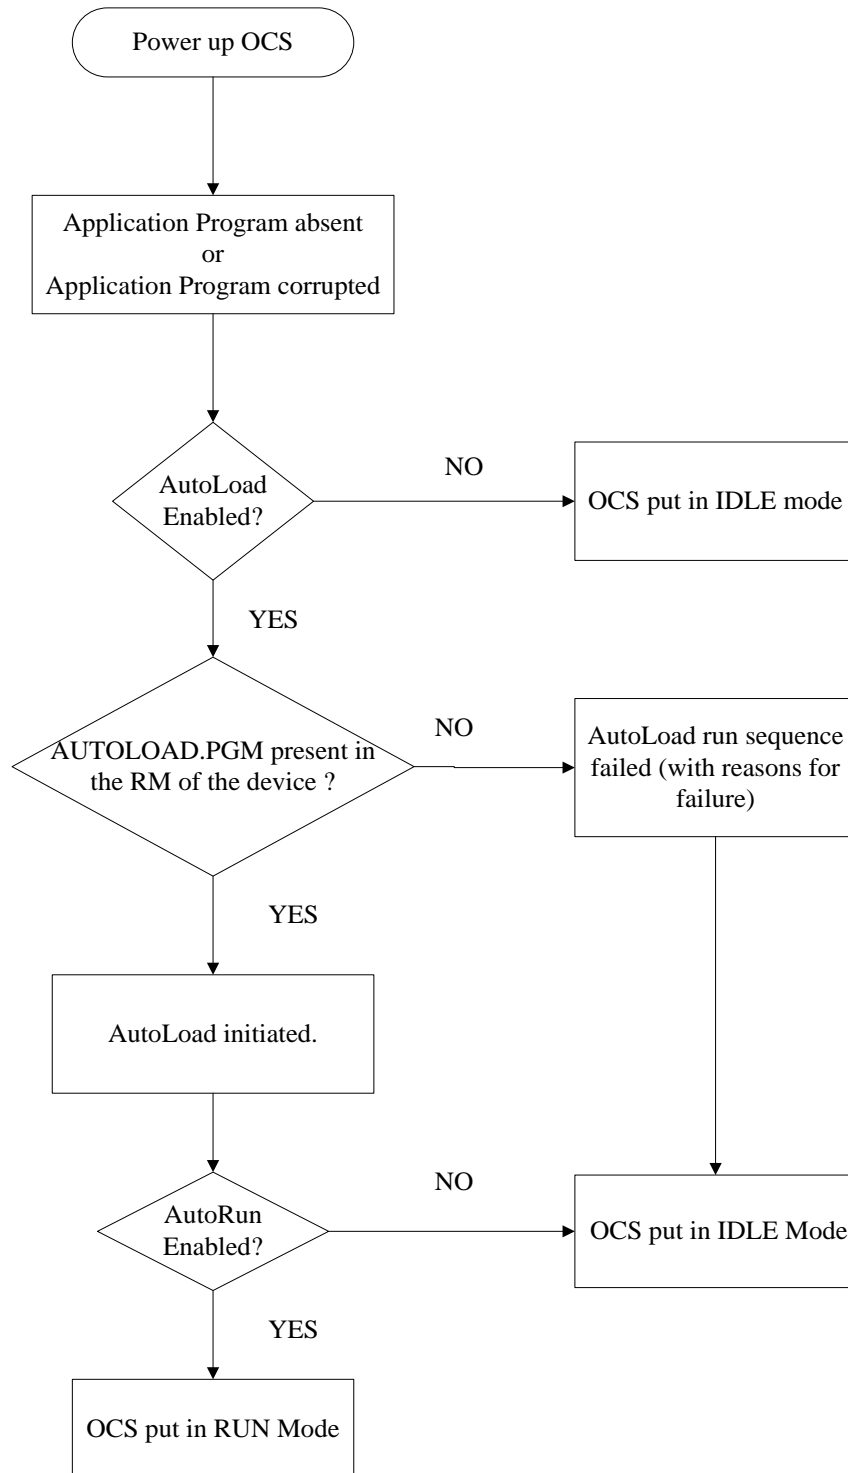 Power up OCS
Application Program absent
or
Application Program corrupted
AutoLoad
Enabled?
NO
OCS put in IDLE mode
YES
AUTOLOAD.PGM present in
the RM of the device ?
NO
AutoLoad run sequence
failed (with reasons for
failure)
YES
AutoLoad initiated.
AutoRun
Enabled?
NO
OCS put in IDLE Mode
YES
OCS put in RUN Mode